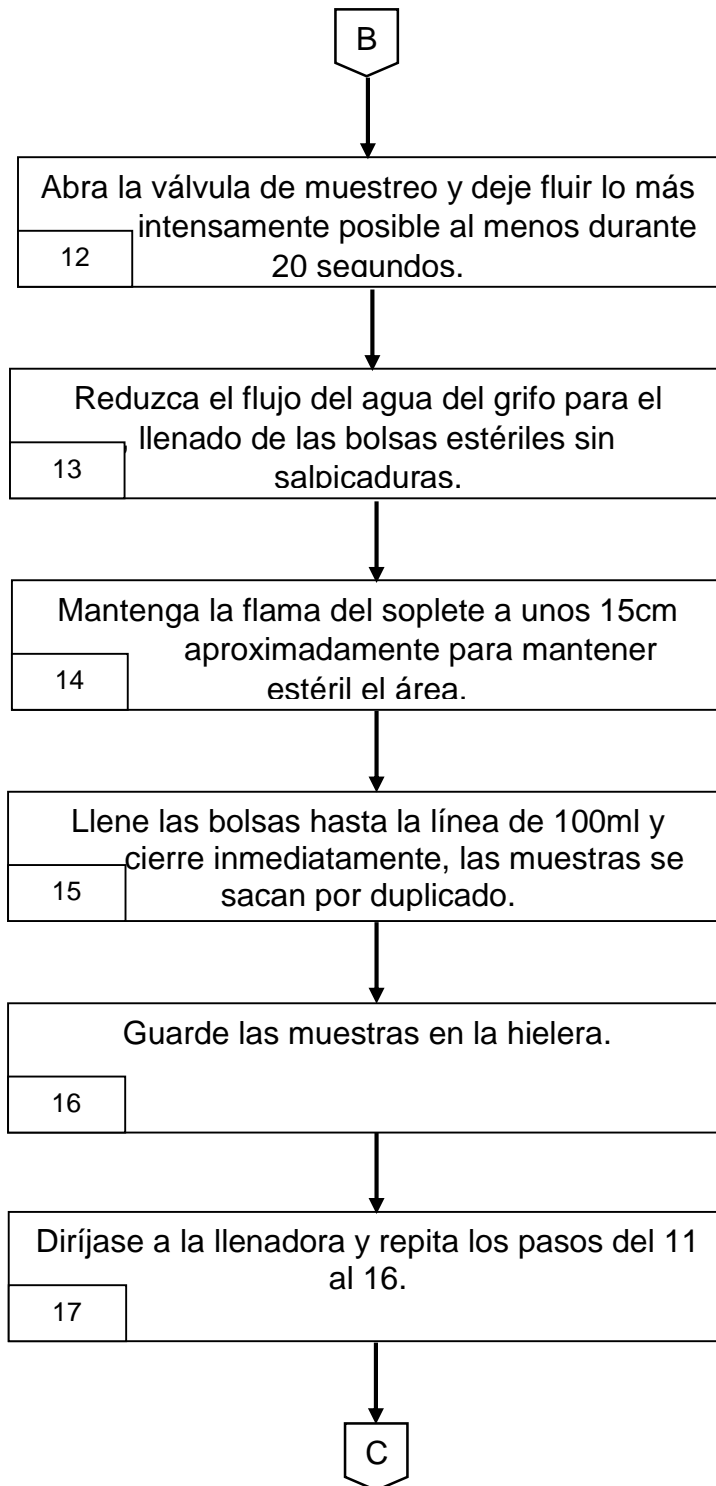 B
Abra la válvula de muestreo y deje fluir lo más
intensamente posible al menos durante
20 segundos.
12
Reduzca el flujo del agua del grifo para el
, llenado de las bolsas estériles sin
salpicaduras.
13
Mantenga la flama del soplete a unos 15cm
aproximadamente para mantener
estéril el área.
14
Llene las bolsas hasta la línea de 100ml y
cierre inmediatamente, las muestras se
sacan por duplicado.
15
Guarde las muestras en la hielera.
16
Diríjase a la llenadora y repita los pasos del 11
al 16.
17
C